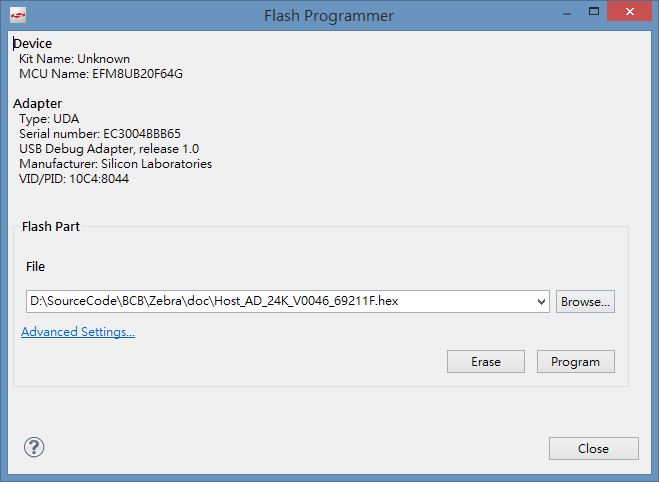 Flash Programmer
Device
Kit Name: Unknown
MCU Name: EFM8UB20F64G
Adapter
Type: UDA
Serial number: EC3004BBB65
USB Debug Adapter, release 1.0
Manufacturer: Silicon Laboratories
VID/PID: 10C4:8044
Flash Part
File
D:\SourceCode\BCB\Zebra\doc\Host_AD_24K_V0046_69211F.hex
Browse...
Advanced Settings...
Erase
Program
?
Close